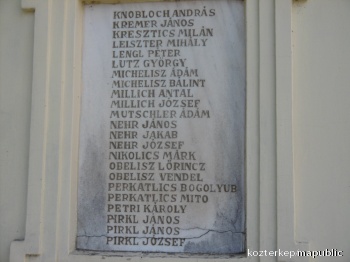 KNOBLOCH ANDRÁS
KREMER JÁNOS
KRESZTICS MILÁN
LEISZTER MIHÁLY
LENGL PÉTER
LUTZ GYÖRGY
MICHELISZ ÁDÁM
MICHELISZ BÁLINT
MILLICH ANTAL
MILLICH JÓZSEF
MUTSCHLER ÁDÁM
NEHR JÁNOS
NEHR JAKAB
NEHR JÓZSEF
NIKOLICS MÁRK
OBELISZ LŐRINCZ
OBELISZ VENDEL
PERKATLICS BOGOLYUB
PERKATLICS MITO
PETRI KÁROLY
PIRKL JÁNOS
PIRKL JÁNOS
PIRKL JÓZSEF
kozterkepmapublic